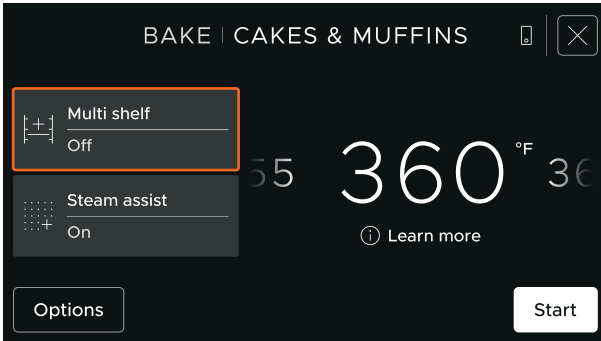 BAKE | CAKES & MUFFINS
Multi shelf
Off
55 360 °F 36
Steam assist
On
Learn more
Options
Start